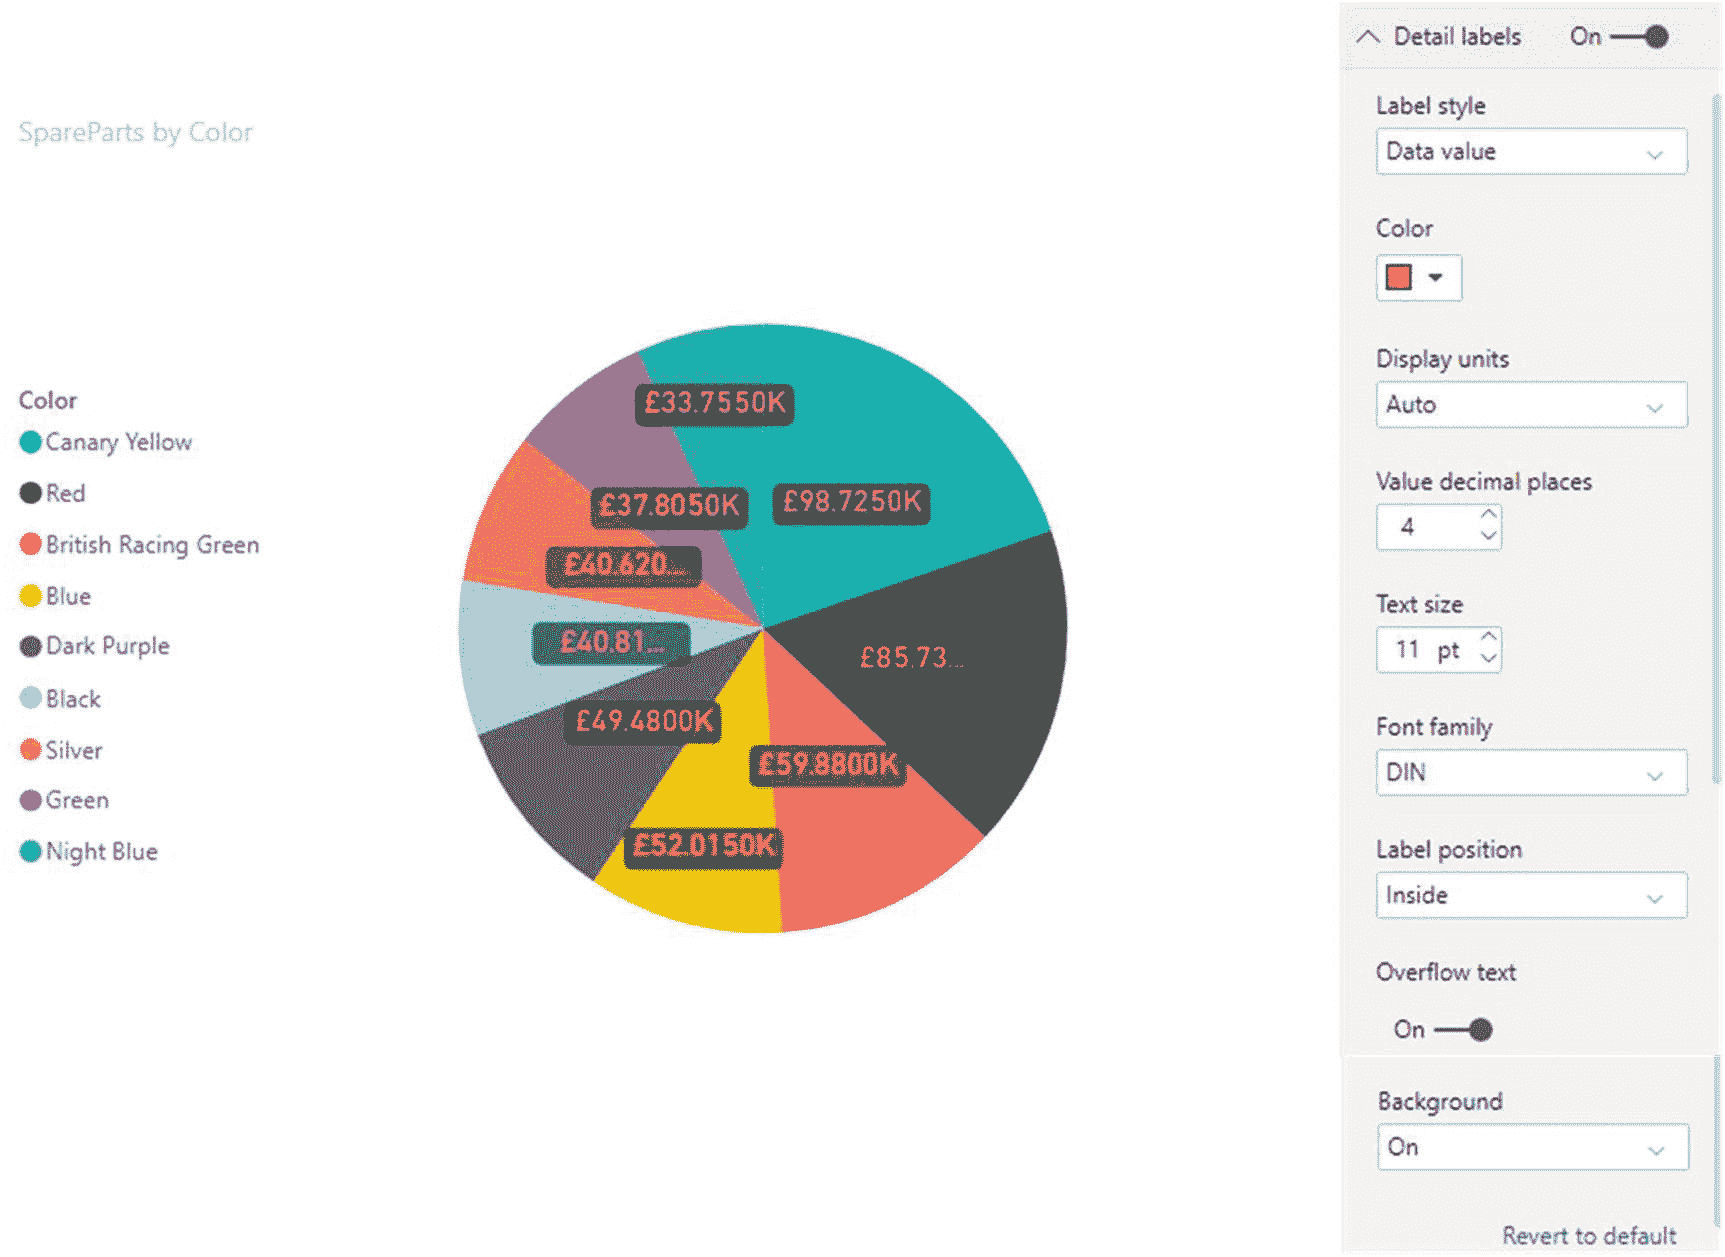 SpareParts by Color
Color
Canary Yellow
Red
British Racing Green
Blue
Dark Purple
Black
Silver
Green
Night Blue
£33.7550K
£98.7250K
£37.8050K
£40.620...
£40.81...
£85.73...
£49.4800K
£59.8800K
£52.0150K
Detail labels On
Label style
Data value
Color
Display units
Auto
Value decimal places
4
Text size
11 pt
Font family
DIN
Label position
Inside
Overflow text
On
Background
On
Revert to default